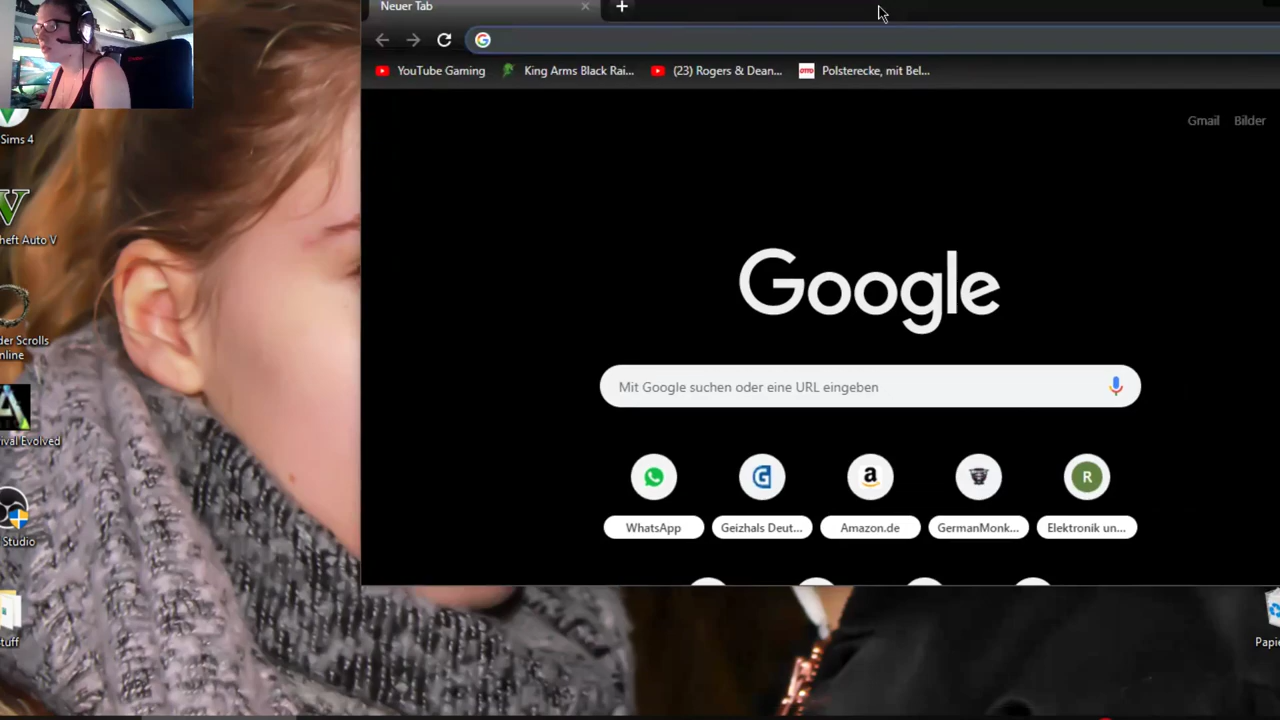 Neuer Tab
YouTube Gaming
King Arms Black Rai...
(23) Rogers & Dean...
OTTO
Polsterecke, mit Bel...
Gmail
Bilder
Sims 4
V
heft Auto V
der Scrolls
nline
ival Evolved
Studio
tuff
Google
Mit Google suchen oder eine URL eingeben
WhatsApp
Geizhals Deut...
Amazon.de
GermanMonk...
R
Elektronik un...
Papie